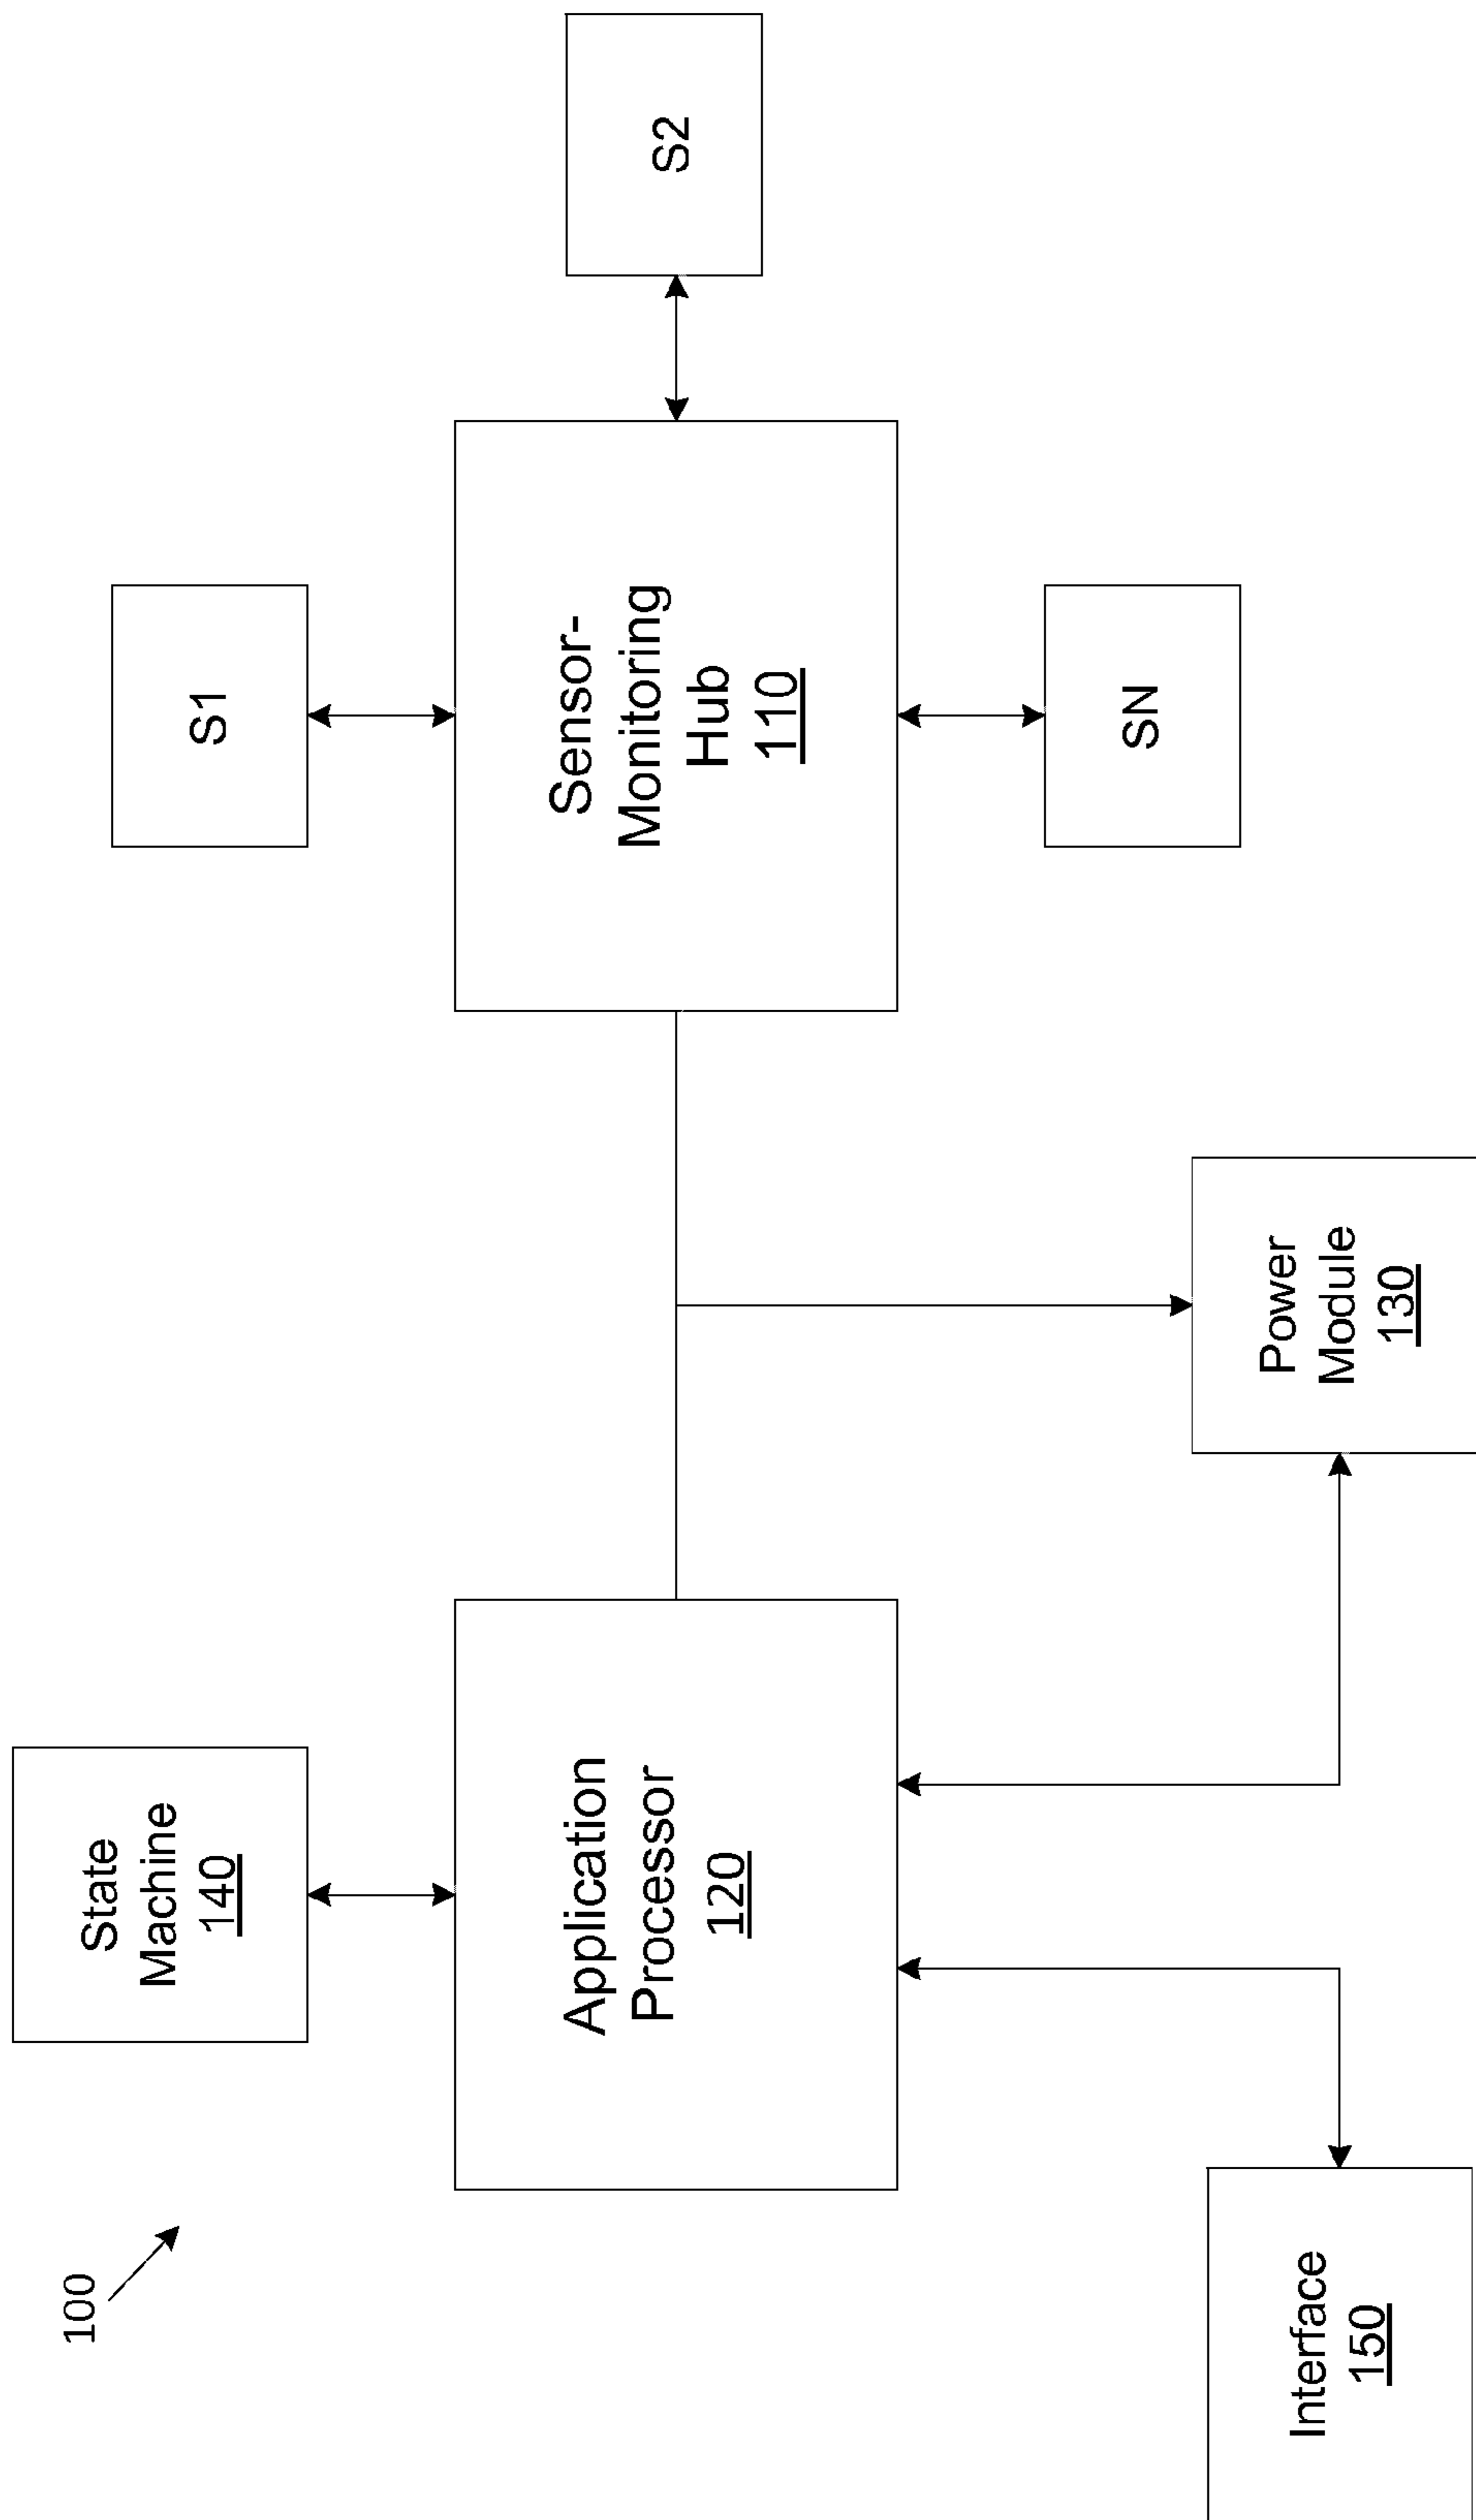 100
State
Machine
140
S1
Application
Processor
120
Sensor-
Monitoring
Hub
110
S2
Interface
150
Power
Module
130
SN